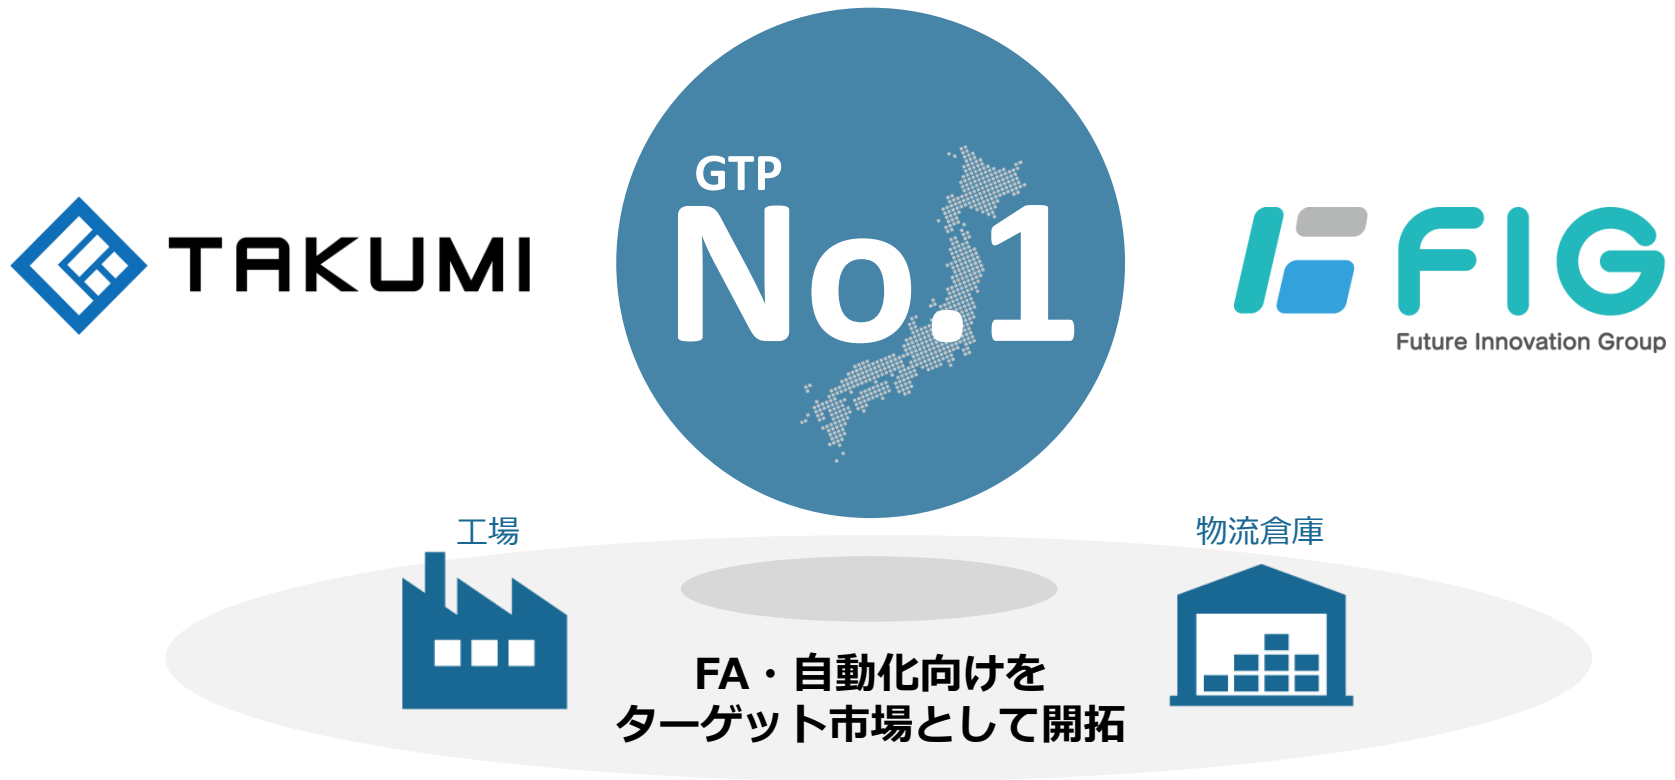 GTP
No.1
TAKUMI
FIG
Future Innovation Group
工場
物流倉庫
FA・自動化向けを
ターゲット市場として開拓